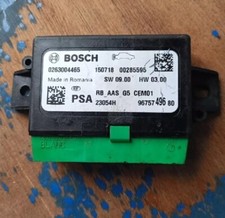 BOSCH
0263004465 150718 00285595
Made in Romania SW 09.00 HW 03.00
PSA RB AAS G5 CEM01
23054H 96757 496 80